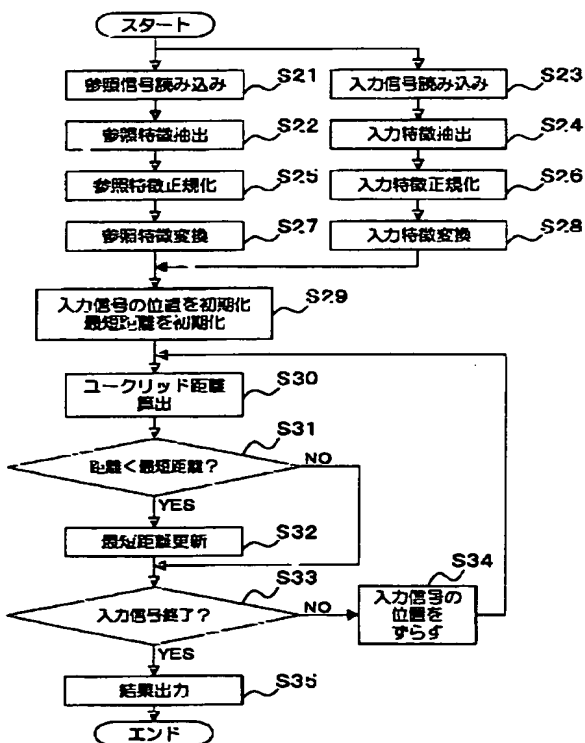 スタート
参照信号読み込み
S21
入力信号読み込み
S23
参照特徴抽出
S22
入力特徴抽出
S24
参照特徴正規化
S25
入力特徴正規化
S26
参照特徴変換
S27
入力特徴変換
S28
入力信号の位置を初期化
最短距離を初期化
S29
ユークリッド距離
算出
S30
距離<最短距離?
S31
NO
YES
最短距離更新
S32
入力信号終了?
S33
NO
入力信号の
位置を
ずらす
S34
YES
結果出力
S35
エンド